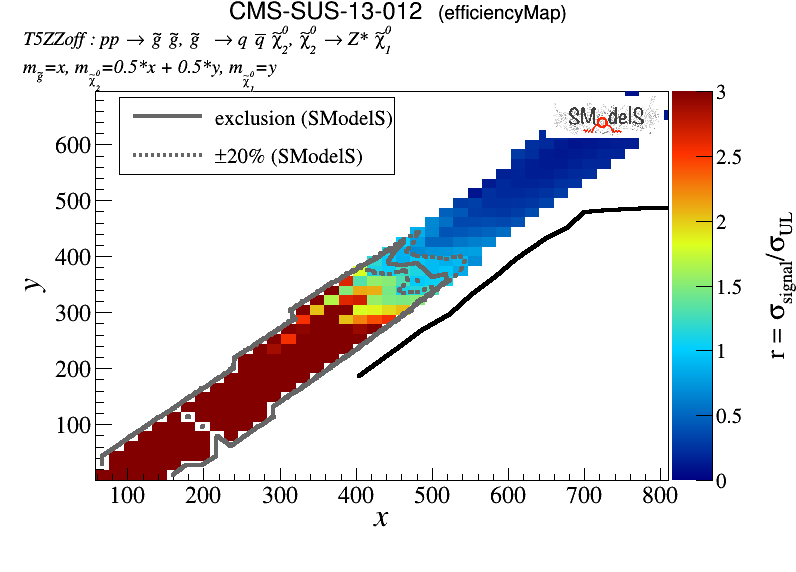 CMS-SUS-13-012 (efficiencyMap)
T5ZZoff : pp → g̃ g̃, g̃ → q q̅ χ̃₂⁰, χ̃₂⁰ → Z* χ̃₁⁰
m_g̃=x, m_χ̃₂⁰=0.5*x + 0.5*y, m_χ̃₁⁰=y
exclusion (SModelS)
±20% (SModelS)
SModelS
600
500
400
300
200
100
y
100 200 300 400 500 600 700 800
x
3
2.5
2
1.5
1
0.5
0
r = σ_signal/σ_UL